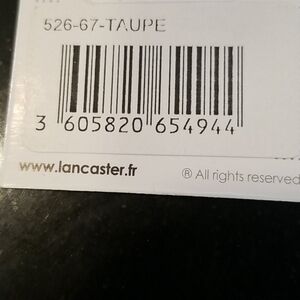 526-67-TAUPE
3 605820 654944
www.lancaster.fr
® All rights reserved